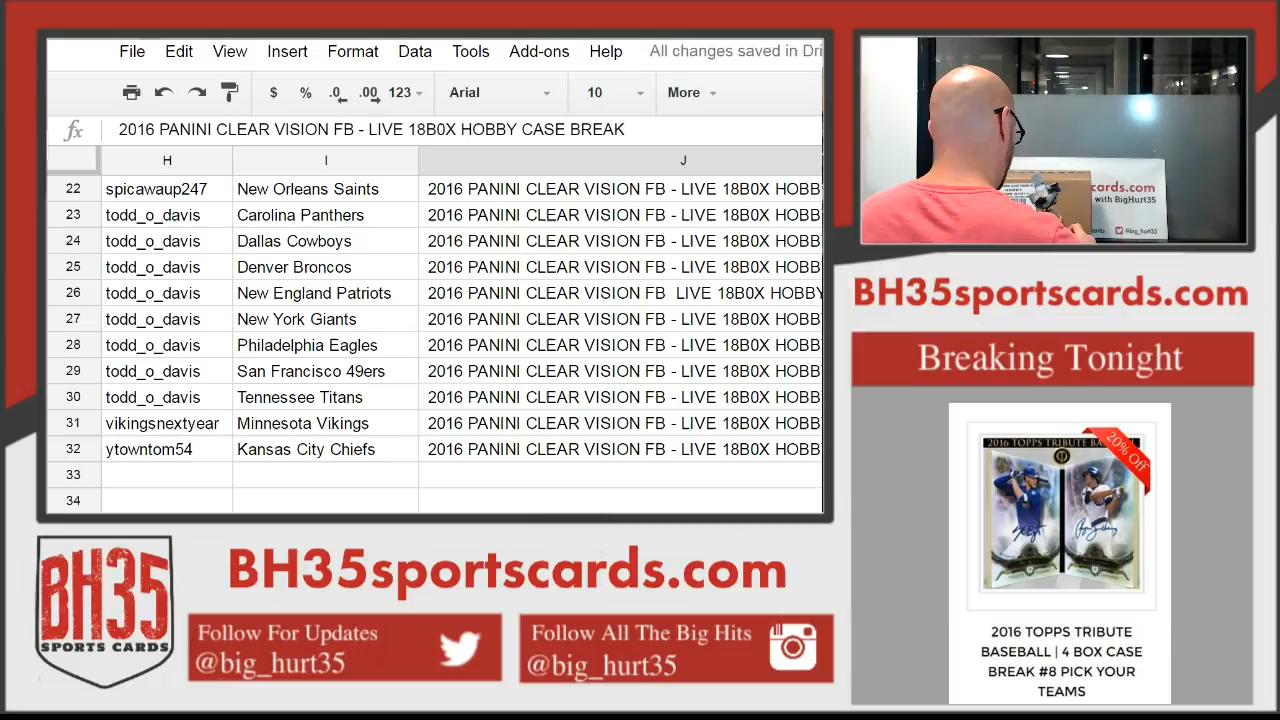 File Edit View Insert Format Data Tools Add-ons Help All changes saved in Dri
$ % .0 .00 123 Arial 10 More
fx 2016 PANINI CLEAR VISION FB - LIVE 18B0X HOBBY CASE BREAK
H I J
22 spicawaup247 New Orleans Saints 2016 PANINI CLEAR VISION FB - LIVE 18B0X HOBB
23 todd_o_davis Carolina Panthers 2016 PANINI CLEAR VISION FB - LIVE 18B0X HOBB
24 todd_o_davis Dallas Cowboys 2016 PANINI CLEAR VISION FB - LIVE 18B0X HOBB
25 todd_o_davis Denver Broncos 2016 PANINI CLEAR VISION FB - LIVE 18B0X HOBB
26 todd_o_davis New England Patriots 2016 PANINI CLEAR VISION FB LIVE 18B0X HOBBY
27 todd_o_davis New York Giants 2016 PANINI CLEAR VISION FB - LIVE 18B0X HOBB
28 todd_o_davis Philadelphia Eagles 2016 PANINI CLEAR VISION FB - LIVE 18B0X HOBB
29 todd_o_davis San Francisco 49ers 2016 PANINI CLEAR VISION FB - LIVE 18B0X HOBB
30 todd_o_davis Tennessee Titans 2016 PANINI CLEAR VISION FB - LIVE 18B0X HOBB
31 vikingsnextyear Minnesota Vikings 2016 PANINI CLEAR VISION FB - LIVE 18B0X HOBB
32 ytowntom54 Kansas City Chiefs 2016 PANINI CLEAR VISION FB - LIVE 18B0X HOBB
33
34
cards.com
with BigHurt35
cards @big_hurt35
BH35sportscards.com
Breaking Tonight
2016 TOPPS TRIBUTE BA
20% Off
2016 TOPPS TRIBUTE
BASEBALL | 4 BOX CASE
BREAK #8 PICK YOUR
TEAMS
BH35
SPORTS CARDS
BH35sportscards.com
Follow For Updates
@big_hurt35
Follow All The Big Hits
@big_hurt35